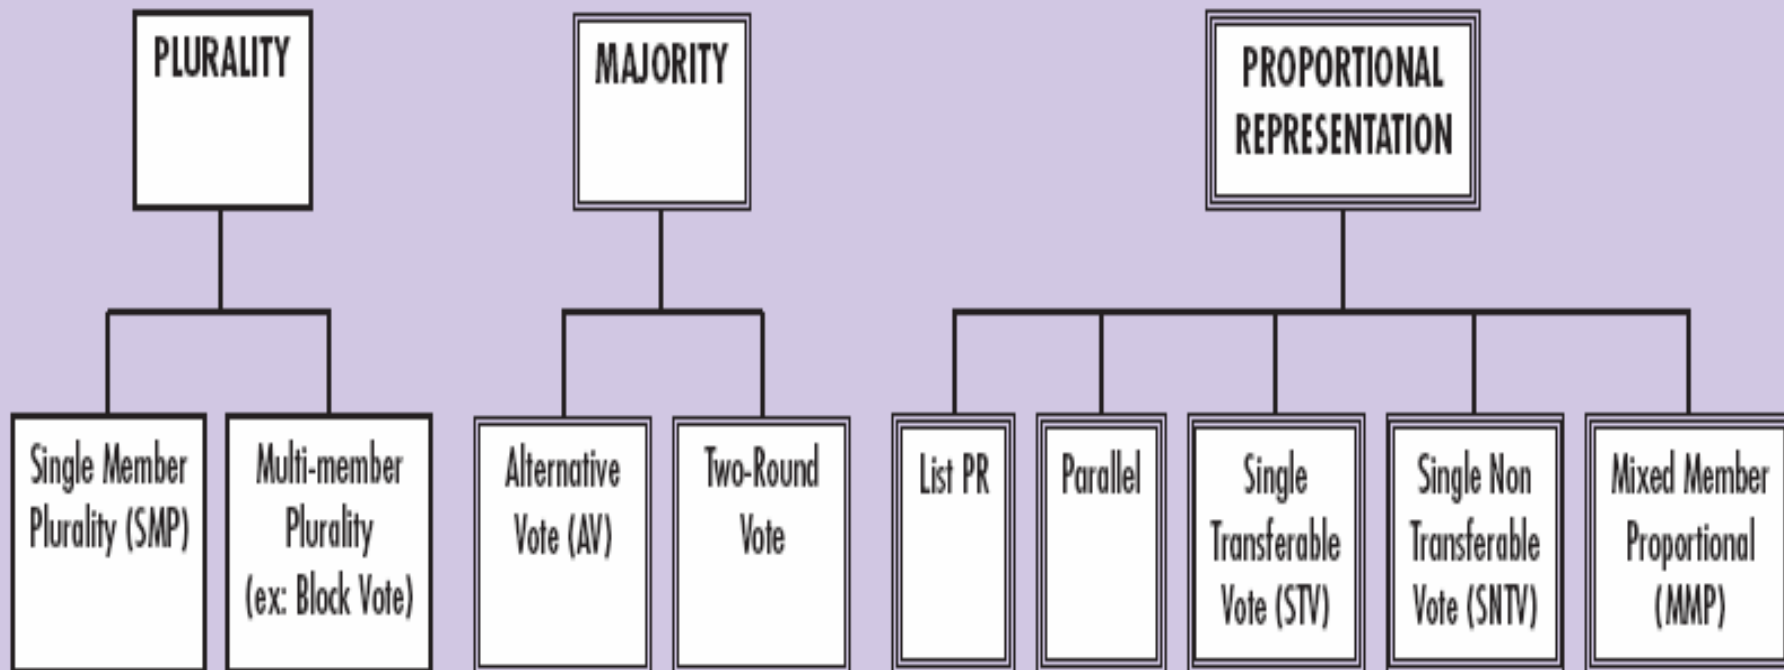 PLURALITY
MAJORITY
PROPORTIONAL
REPRESENTATION
Single Member
Plurality (SMP)
Multi-member
Plurality
(ex: Block Vote)
Alternative
Vote (AV)
Two-Round
Vote
List PR
Parallel
Single
Transferable
Vote (STV)
Single Non
Transferable
Vote (SNTV)
Mixed Member
Proportional
(MMP)